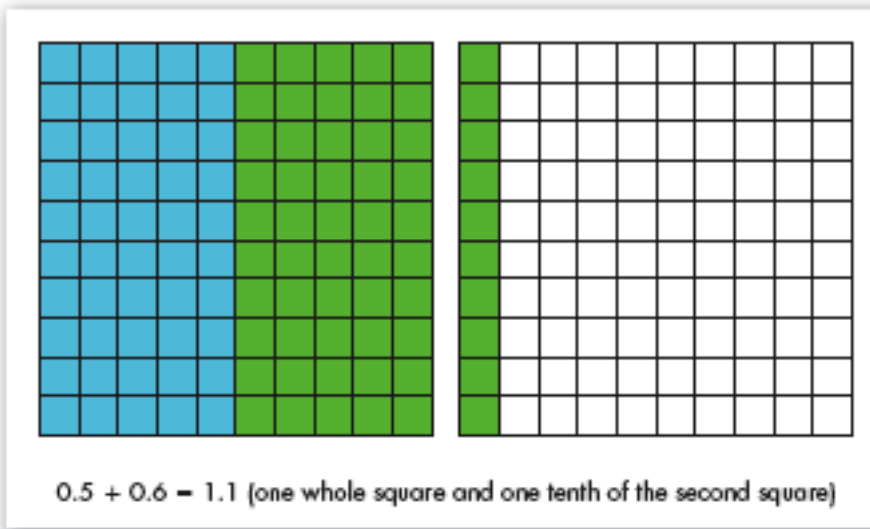 0.5 + 0.6 = 1.1 (one whole square and one tenth of the second square)